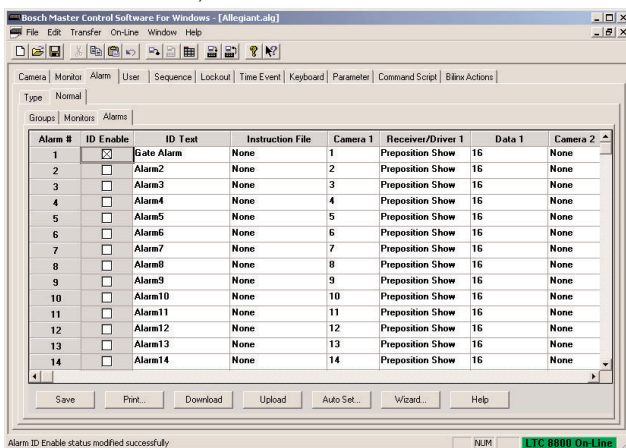 Bosch Master Control Software For Windows - [Allegiant.alg]
File Edit Transfer On-Line Window Help
Camera Monitor Alarm User Sequence Lockout Time Event Keyboard Parameter Command Script Bilinx Actions
Type Normal
Groups Monitors Alarms
Alarm # ID Enable ID Text Instruction File Camera 1 Receiver/Driver 1 Data 1 Camera 2
1 Gate Alarm None 1 Preposition Show 16 None
2 Alarm2 None 2 Preposition Show 16 None
3 Alarm3 None 3 Preposition Show 16 None
4 Alarm4 None 4 Preposition Show 16 None
5 Alarm5 None 5 Preposition Show 16 None
6 Alarm6 None 6 Preposition Show 16 None
7 Alarm7 None 7 Preposition Show 16 None
8 Alarm8 None 8 Preposition Show 16 None
9 Alarm9 None 9 Preposition Show 16 None
10 Alarm10 None 10 Preposition Show 16 None
11 Alarm11 None 11 Preposition Show 16 None
12 Alarm12 None 12 Preposition Show 16 None
13 Alarm13 None 13 Preposition Show 16 None
14 Alarm14 None 14 Preposition Show 16 None
Save Print... Download Upload Auto Set... Wizard... Help
Alarm ID Enable status modified successfully NUM LTC 8800 On-Line